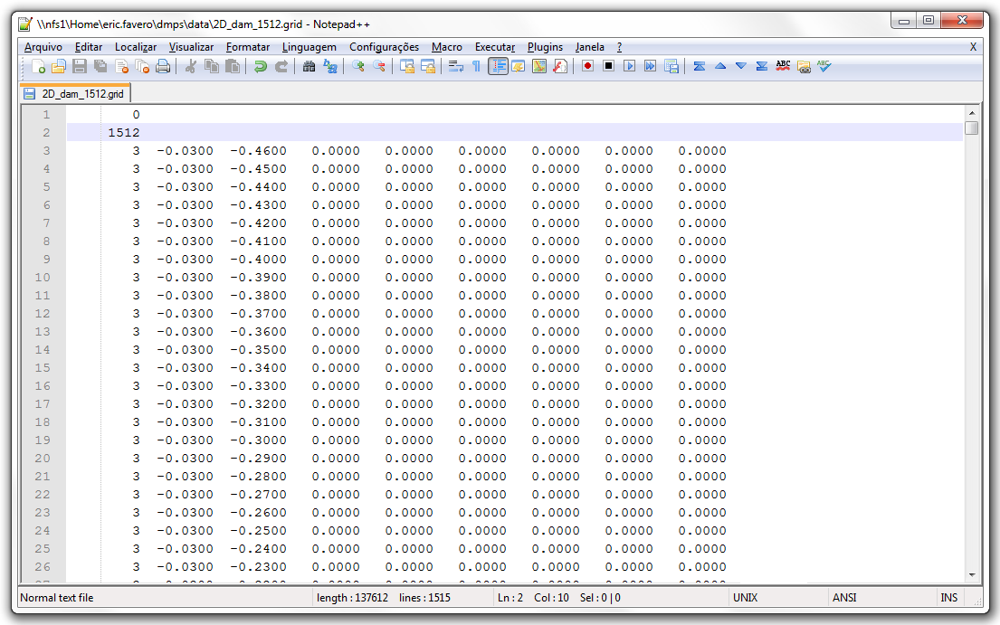 \\nfs1\Home\eric.favero\dmps\data\2D_dam_1512.grid - Notepad++
Arquivo Editar Localizar Visualizar Formatar Linguagem Configurações Macro Executar Plugins Janela ? X
2D_dam_1512.grid
1 0
2 1512
3 3 -0.0300 -0.4600 0.0000 0.0000 0.0000 0.0000 0.0000 0.0000
4 3 -0.0300 -0.4500 0.0000 0.0000 0.0000 0.0000 0.0000 0.0000
5 3 -0.0300 -0.4400 0.0000 0.0000 0.0000 0.0000 0.0000 0.0000
6 3 -0.0300 -0.4300 0.0000 0.0000 0.0000 0.0000 0.0000 0.0000
7 3 -0.0300 -0.4200 0.0000 0.0000 0.0000 0.0000 0.0000 0.0000
8 3 -0.0300 -0.4100 0.0000 0.0000 0.0000 0.0000 0.0000 0.0000
9 3 -0.0300 -0.4000 0.0000 0.0000 0.0000 0.0000 0.0000 0.0000
10 3 -0.0300 -0.3900 0.0000 0.0000 0.0000 0.0000 0.0000 0.0000
11 3 -0.0300 -0.3800 0.0000 0.0000 0.0000 0.0000 0.0000 0.0000
12 3 -0.0300 -0.3700 0.0000 0.0000 0.0000 0.0000 0.0000 0.0000
13 3 -0.0300 -0.3600 0.0000 0.0000 0.0000 0.0000 0.0000 0.0000
14 3 -0.0300 -0.3500 0.0000 0.0000 0.0000 0.0000 0.0000 0.0000
15 3 -0.0300 -0.3400 0.0000 0.0000 0.0000 0.0000 0.0000 0.0000
16 3 -0.0300 -0.3300 0.0000 0.0000 0.0000 0.0000 0.0000 0.0000
17 3 -0.0300 -0.3200 0.0000 0.0000 0.0000 0.0000 0.0000 0.0000
18 3 -0.0300 -0.3100 0.0000 0.0000 0.0000 0.0000 0.0000 0.0000
19 3 -0.0300 -0.3000 0.0000 0.0000 0.0000 0.0000 0.0000 0.0000
20 3 -0.0300 -0.2900 0.0000 0.0000 0.0000 0.0000 0.0000 0.0000
21 3 -0.0300 -0.2800 0.0000 0.0000 0.0000 0.0000 0.0000 0.0000
22 3 -0.0300 -0.2700 0.0000 0.0000 0.0000 0.0000 0.0000 0.0000
23 3 -0.0300 -0.2600 0.0000 0.0000 0.0000 0.0000 0.0000 0.0000
24 3 -0.0300 -0.2500 0.0000 0.0000 0.0000 0.0000 0.0000 0.0000
25 3 -0.0300 -0.2400 0.0000 0.0000 0.0000 0.0000 0.0000 0.0000
26 3 -0.0300 -0.2300 0.0000 0.0000 0.0000 0.0000 0.0000 0.0000
Normal text file length : 137612 lines : 1515 Ln : 2 Col : 10 Sel : 0 | 0 UNIX ANSI INS